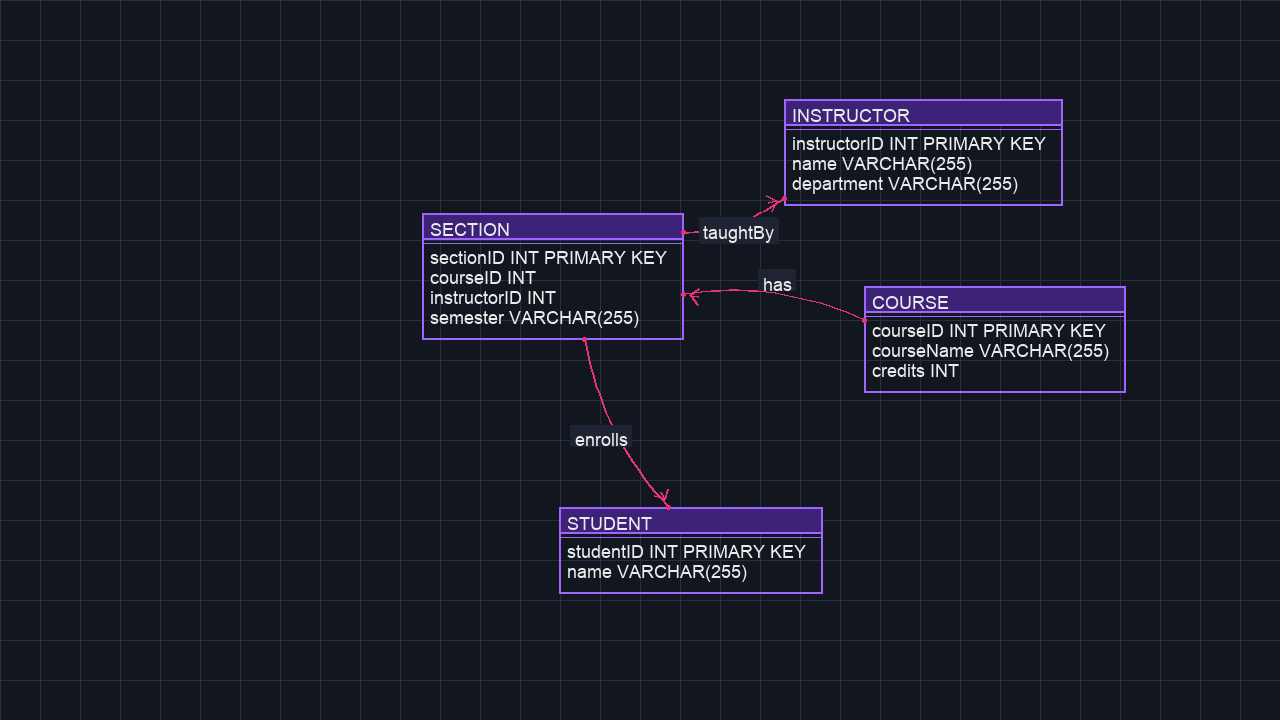 INSTRUCTOR
instructorID INT PRIMARY KEY
name VARCHAR(255)
department VARCHAR(255)
SECTION
sectionID INT PRIMARY KEY
courseID INT
instructorID INT
semester VARCHAR(255)
taughtBy
has
COURSE
courseID INT PRIMARY KEY
courseName VARCHAR(255)
credits INT
enrolls
STUDENT
studentID INT PRIMARY KEY
name VARCHAR(255)